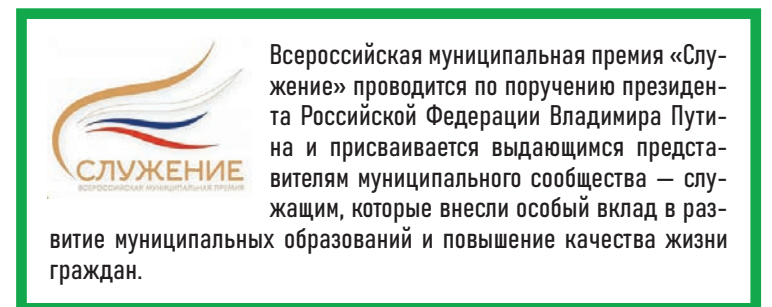 Всероссийская муниципальная премия «Слу-
жение» проводится по поручению президен-
та Российской Федерации Владимира Пути-
на и присваивается выдающимся предста-
вителям муниципального сообщества — слу-
жащим, которые внесли особый вклад в раз-
витие муниципальных образований и повышение качества жизни
граждан.
СЛУЖЕНИЕ
ВСЕРОССИЙСКАЯ МУНИЦИПАЛЬНАЯ ПРЕМИЯ